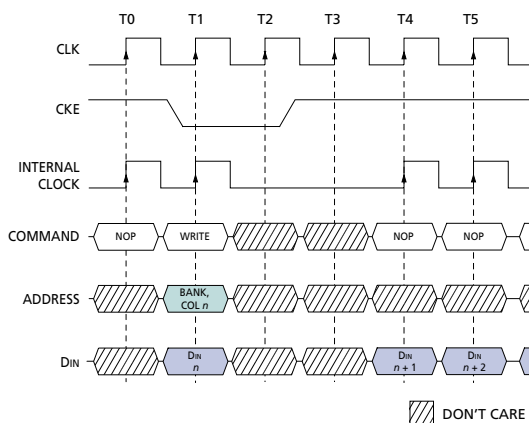 T0 T1 T2 T3 T4 T5
CLK
CKE
INTERNAL
CLOCK
COMMAND NOP WRITE NOP NOP
ADDRESS BANK,
COL n
DIN DIN
n DIN
n + 1 DIN
n + 2
DON'T CARE